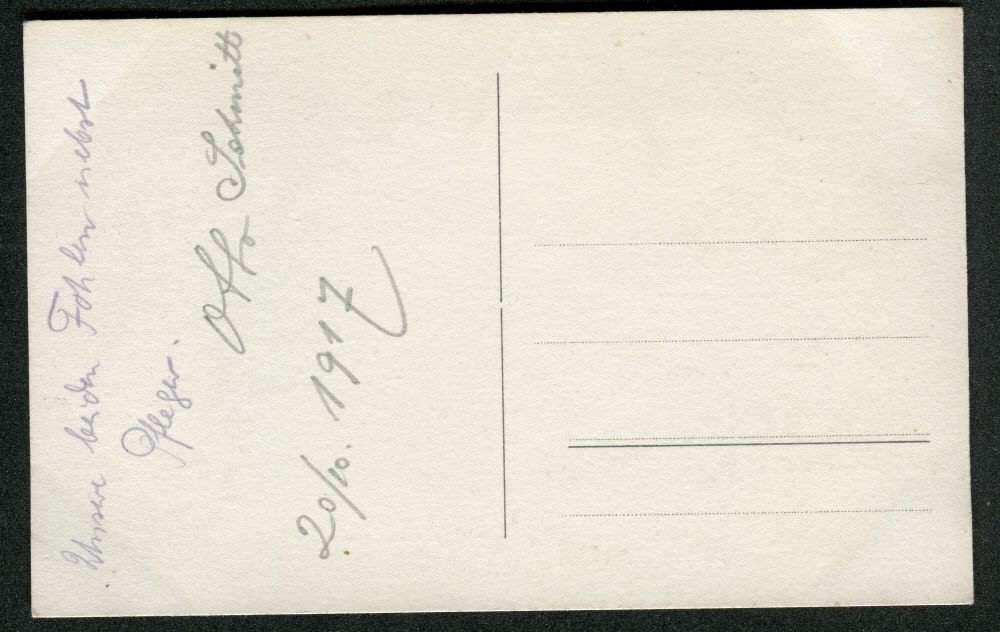 Unsere beiden Fohlen nebst
Pfleger.
Otto Schmitt
20/10. 1917